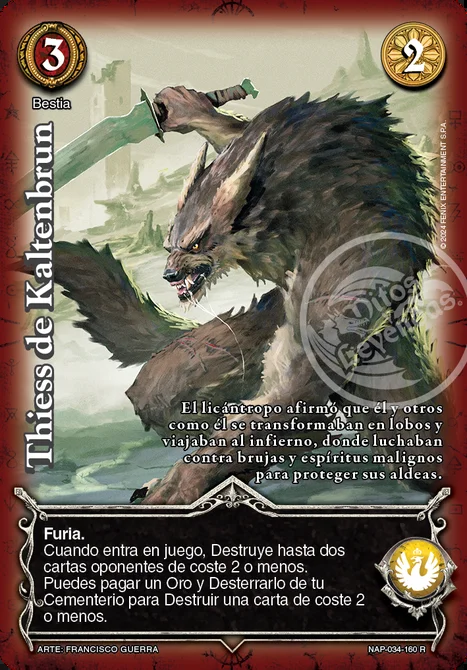 3
2
Bestia
Thiess de Kaltenbrun
© 2024 FENIX ENTERTAINMENT S.P.A.
Mitos
y
Leyendas
El licántropo afirmó que él y otros
como él se transformaban en lobos y
viajaban al infierno, donde luchaban
contra brujas y espíritus malignos
para proteger sus aldeas.
Furia.
Cuando entra en juego, Destruye hasta dos
cartas oponentes de coste 2 o menos.
Puedes pagar un Oro y Desterrarlo de tu
Cementerio para Destruir una carta de coste 2
o menos.
ARTE: FRANCISCO GUERRA
NAP-034-160 R